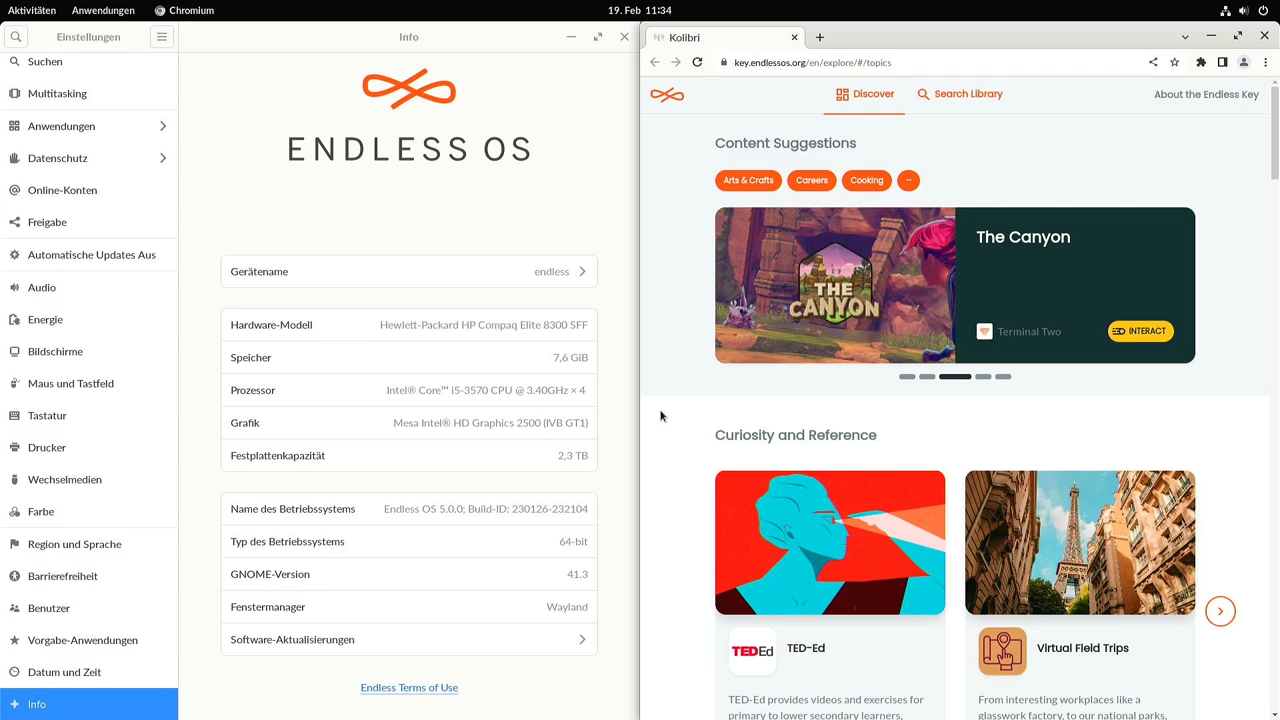 Aktivitäten Anwendungen Chromium 19. Feb 11:34
Einstellungen
Suchen
Multitasking
Anwendungen
Datenschutz
Online-Konten
Freigabe
Automatische Updates Aus
Audio
Energie
Bildschirme
Maus und Tastfeld
Tastatur
Drucker
Wechselmedien
Farbe
Region und Sprache
Barrierefreiheit
Benutzer
Vorgabe-Anwendungen
Datum und Zeit
Info
Info
ENDLESS OS
Gerätename endless
Hardware-Modell Hewlett-Packard HP Compaq Elite 8300 SFF
Speicher 7,6 GiB
Prozessor Intel® Core™ i5-3570 CPU @ 3.40GHz × 4
Grafik Mesa Intel® HD Graphics 2500 (IVB GT1)
Festplattenkapazität 2,3 TB
Name des Betriebssystems Endless OS 5.0.0; Build-ID: 230126-232104
Typ des Betriebssystems 64-bit
GNOME-Version 41.3
Fenstermanager Wayland
Software-Aktualisierungen
Endless Terms of Use
Kolibri
key.endlessos.org/en/explore/#/topics
Discover Search Library About the Endless Key
Content Suggestions
Arts & Crafts Careers Cooking
THE
CANYON
The Canyon
Terminal Two INTERACT
Curiosity and Reference
TEDEd TED-Ed
TED-Ed provides videos and exercises for
primary to lower secondary learners,
Virtual Field Trips
From interesting workplaces like a
glasswork factory, to our national parks,